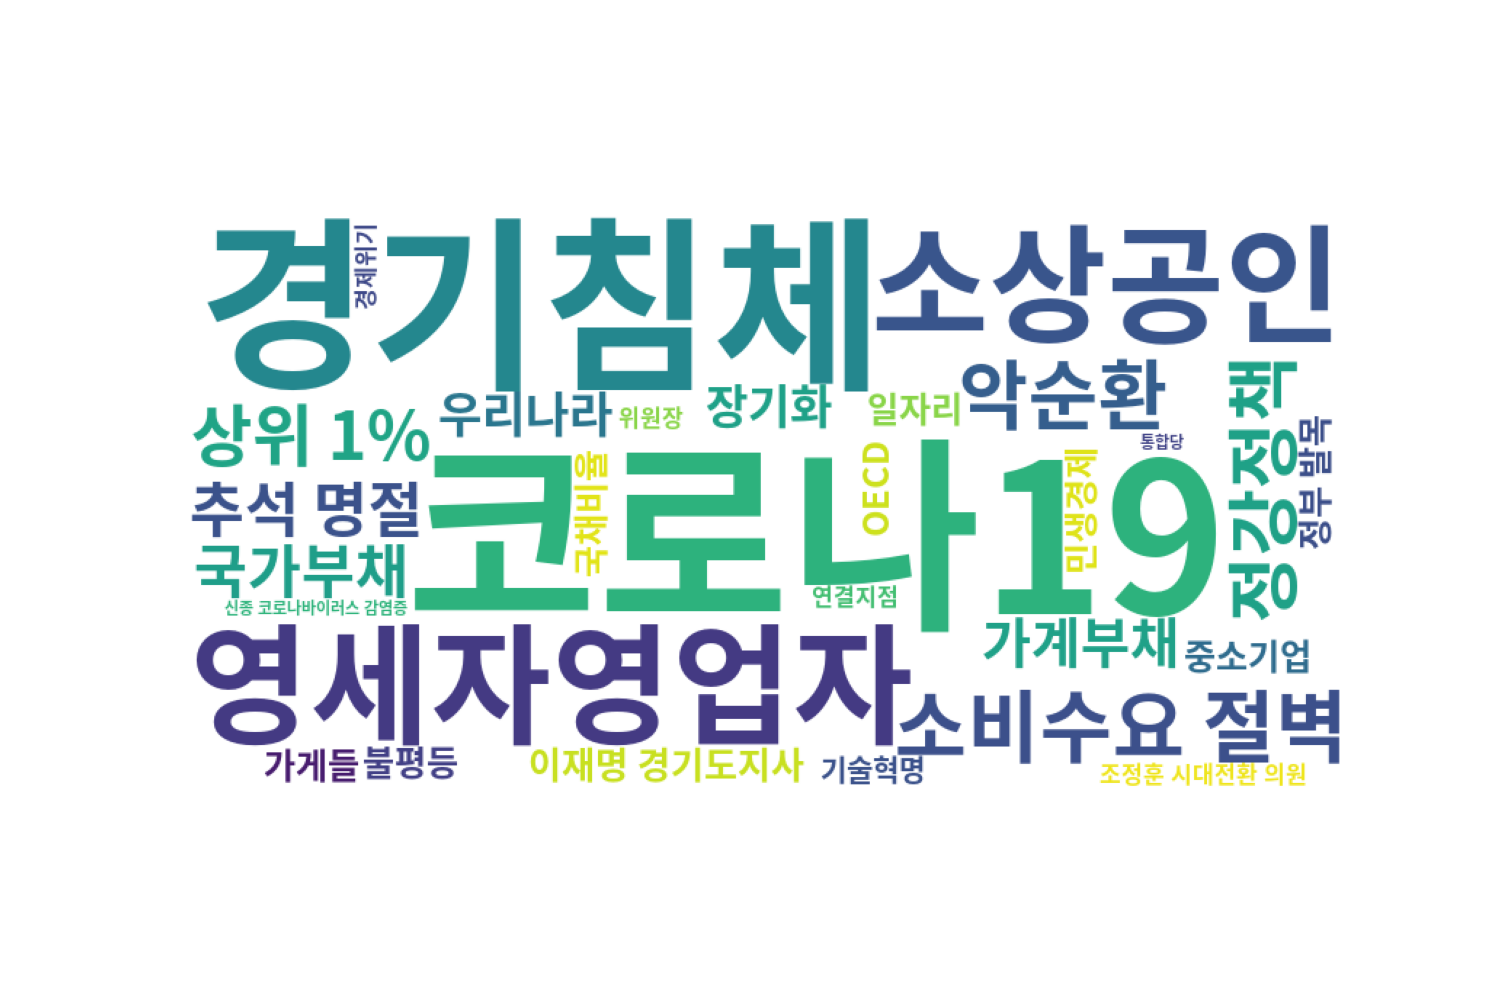 경기침체
경제위기
소상공인
악순환
우리나라
위원장
장기화
일자리
상위 1%
정강정책
정부 발목
통합당
코로나19
국채비율
OECD
민생경제
추석 명절
국가부채
신종 코로나바이러스 감염증
연결지점
영세자영업자
가계부채
중소기업
소비수요 절벽
가게들
불평등
이재명 경기도지사
기술혁명
조정훈 시대전환 의원